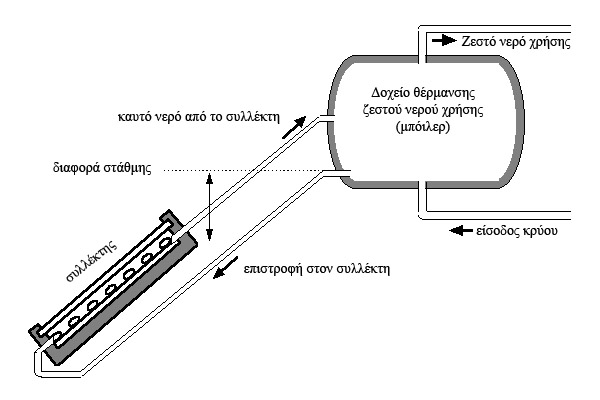 Ζεστό νερό χρήσης
Δοχείο θέρμανσης
ζεστού νερού χρήσης
(μπόιλερ)
καυτό νερό από το συλλέκτη
διαφορά στάθμης
συλλέκτης
είσοδος κρύου
επιστροφή στον συλλέκτη